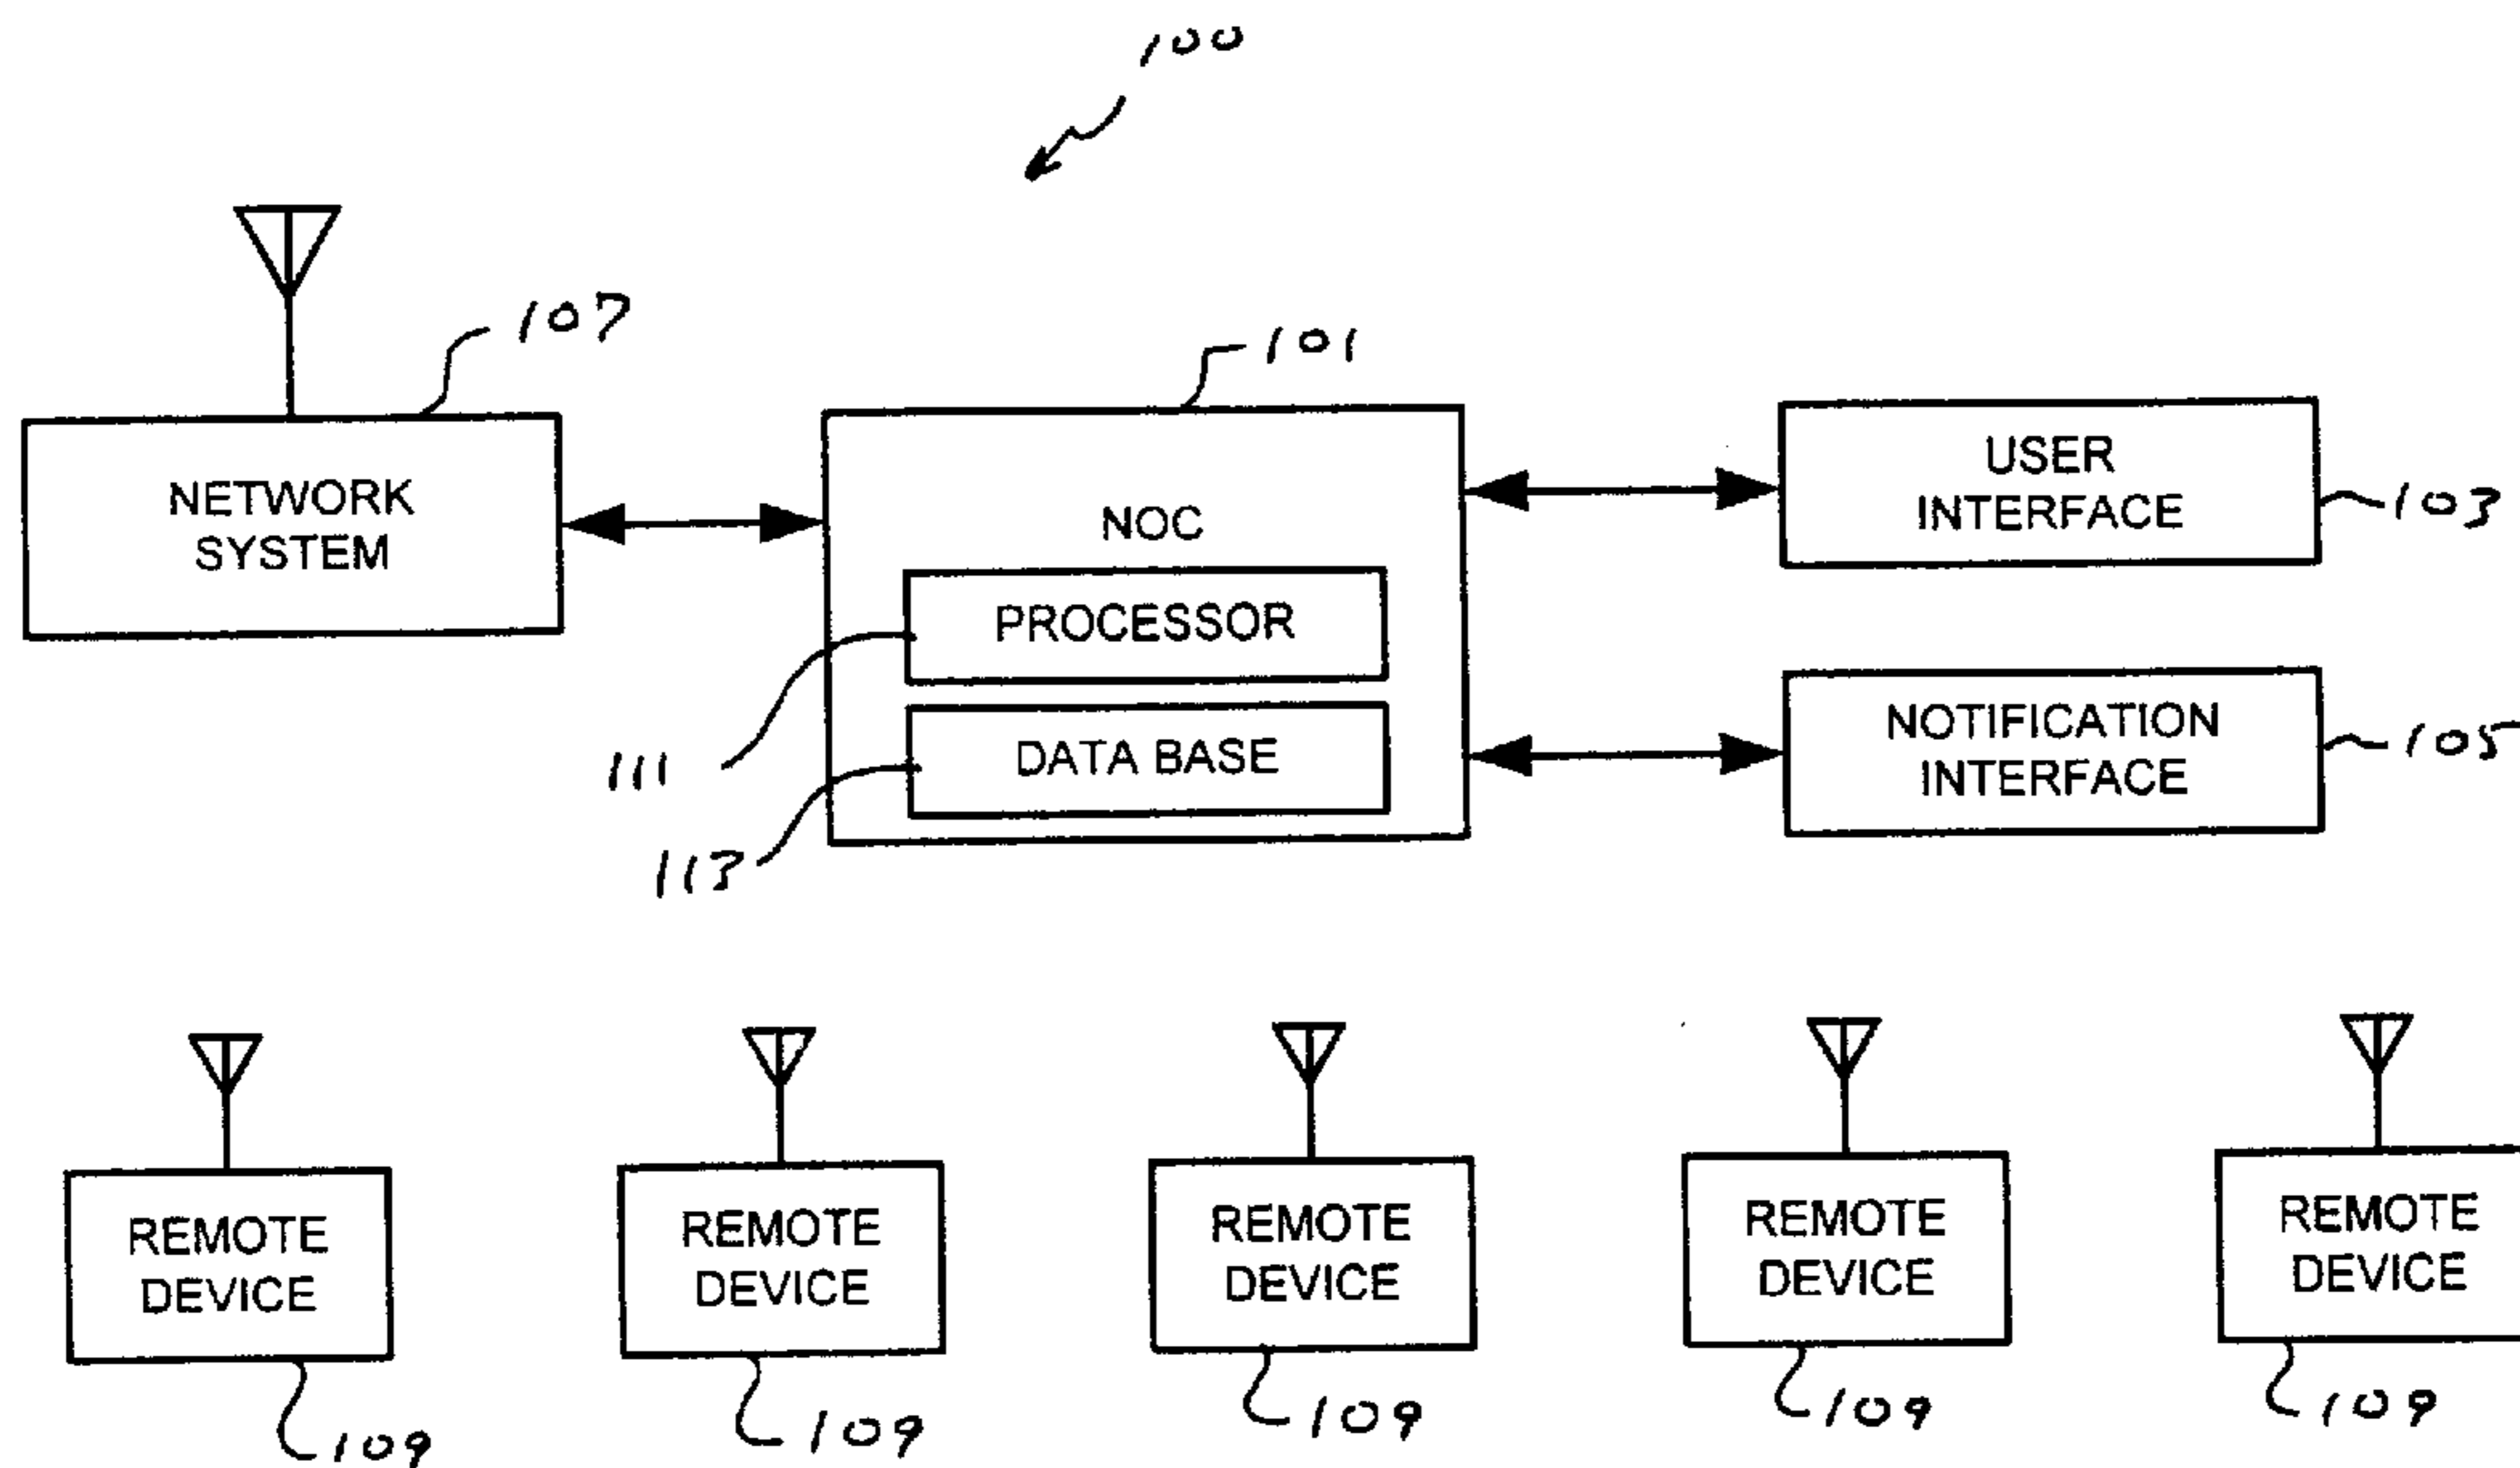 100
107
101
NETWORK
SYSTEM
NOC
PROCESSOR
DATA BASE
USER
INTERFACE
103
NOTIFICATION
INTERFACE
105
111
113
REMOTE
DEVICE
109
REMOTE
DEVICE
109
REMOTE
DEVICE
109
REMOTE
DEVICE
109
REMOTE
DEVICE
109